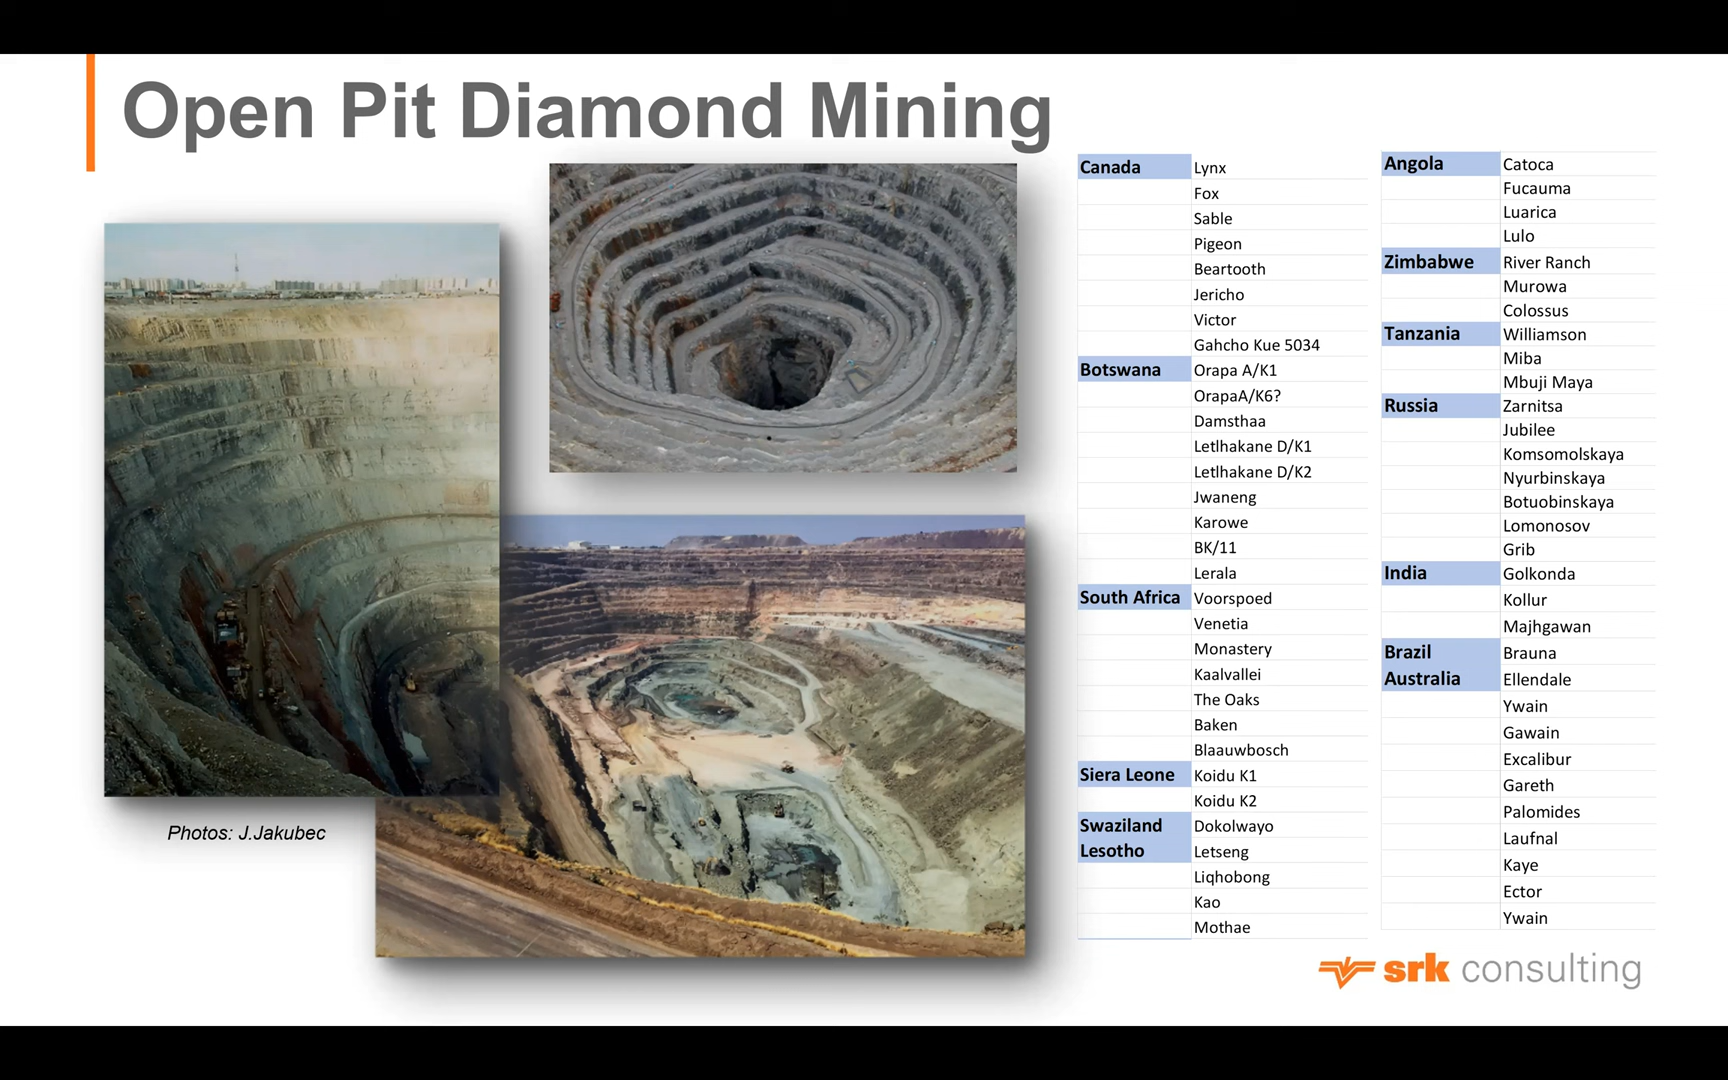 Open Pit Diamond Mining
Photos: J.Jakubec
Canada Lynx
Fox
Sable
Pigeon
Beartooth
Jericho
Victor
Gahcho Kue 5034
Botswana Orapa A/K1
OrapaA/K6?
Damsthaa
Letlhakane D/K1
Letlhakane D/K2
Jwaneng
Karowe
BK/11
Lerala
South Africa Voorspoed
Venetia
Monastery
Kaalvallei
The Oaks
Baken
Blaauwbosch
Siera Leone Koidu K1
Koidu K2
Swaziland Dokolwayo
Lesotho Letseng
Liqhobong
Kao
Mothae
Angola Catoca
Fucauma
Luarica
Lulo
Zimbabwe River Ranch
Murowa
Colossus
Tanzania Williamson
Miba
Mbuji Maya
Russia Zarnitsa
Jubilee
Komsomolskaya
Nyurbinskaya
Botuobinskaya
Lomonosov
Grib
India Golkonda
Kollur
Majhgawan
Brazil Brauna
Australia Ellendale
Ywain
Gawain
Excalibur
Gareth
Palomides
Laufnal
Kaye
Ector
Ywain
srk consulting